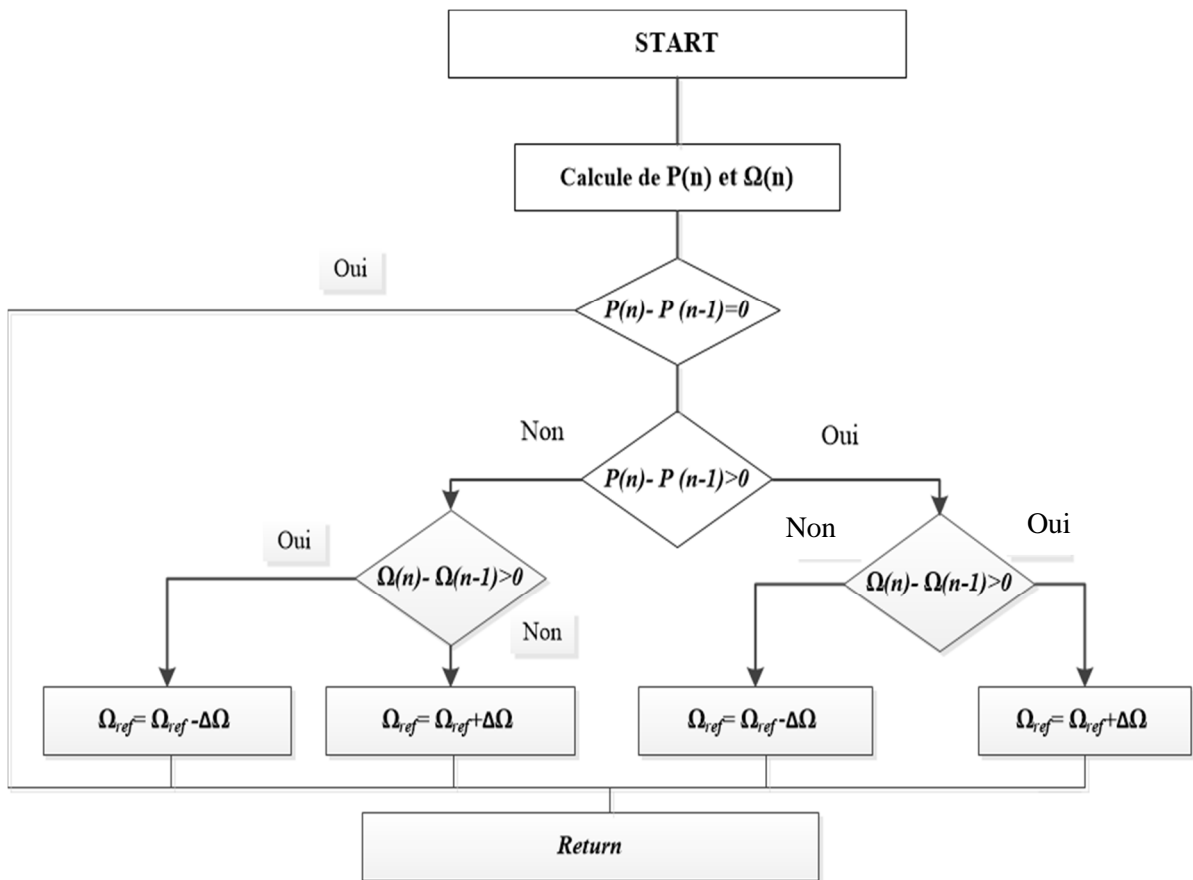 START
Calcule de P(n) et Ω(n)
Oui
P(n)- P (n-1)=0
Non
Oui
P(n)- P (n-1)>0
Non
Oui
Oui
Ω(n)- Ω(n-1)>0
Ω(n)- Ω(n-1)>0
Non
Ωref= Ωref -ΔΩ
Ωref= Ωref+ΔΩ
Ωref= Ωref-ΔΩ
Ωref= Ωref+ΔΩ
Return